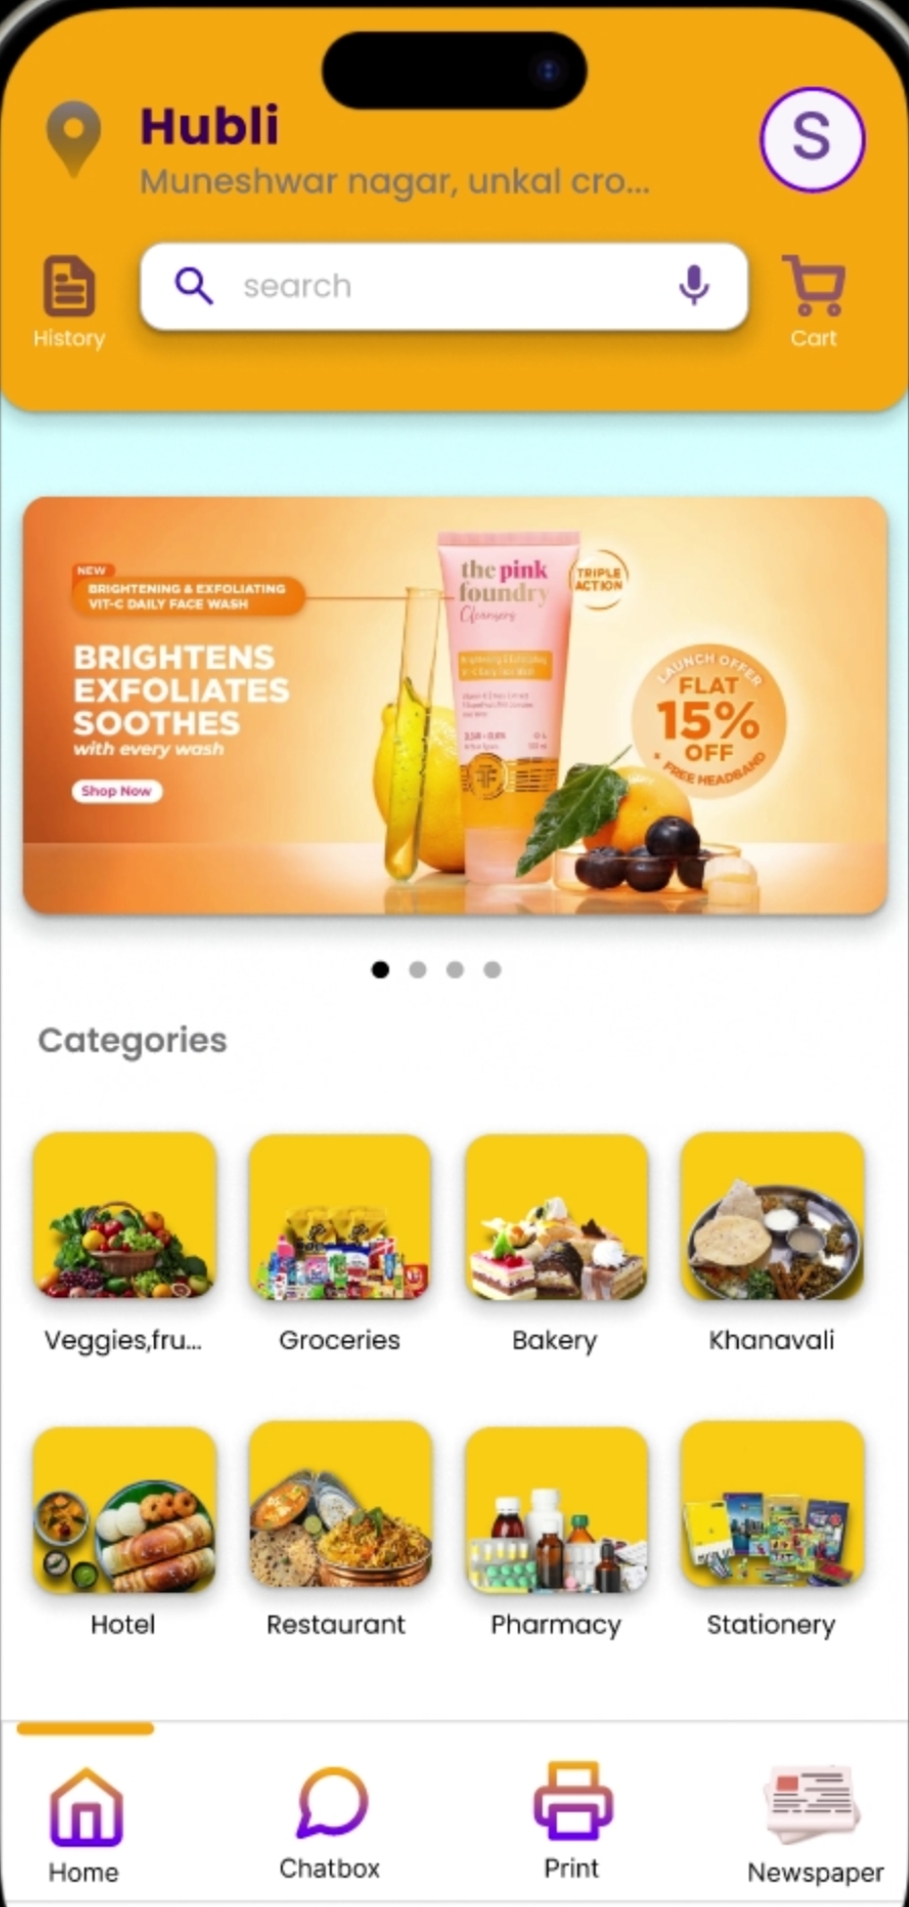 Hubli
Muneshwar nagar, unkal cro...
S
History
search
Cart
NEW
BRIGHTENING & EXFOLIATING
VIT-C DAILY FACE WASH
BRIGHTENS
EXFOLIATES
SOOTHES
with every wash
Shop Now
the pink
foundry
Cleansers
TRIPLE
ACTION
LAUNCH OFFER
FLAT
15%
OFF
FREE HEADBAND
Categories
Veggies,fru...
Groceries
Bakery
Khanavali
Hotel
Restaurant
Pharmacy
Stationery
Home
Chatbox
Print
Newspaper